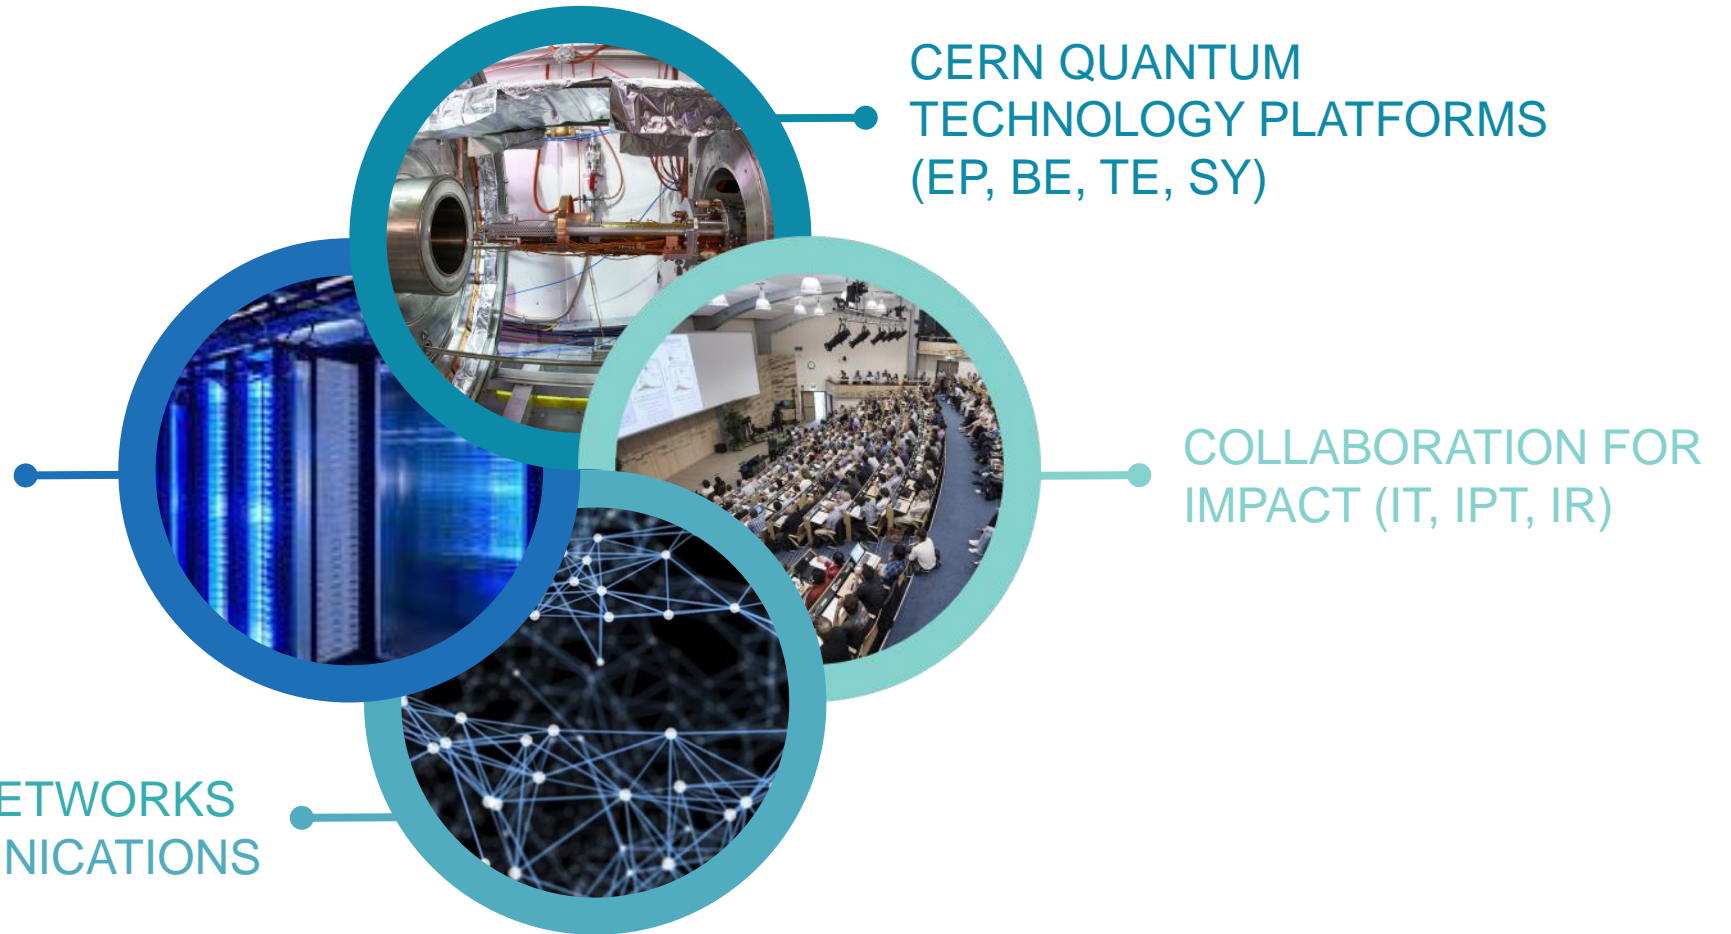 CERN QUANTUM
TECHNOLOGY PLATFORMS
(EP, BE, TE, SY)
COLLABORATION FOR
IMPACT (IT, IPT, IR)
ETWORKS
NICATIONS